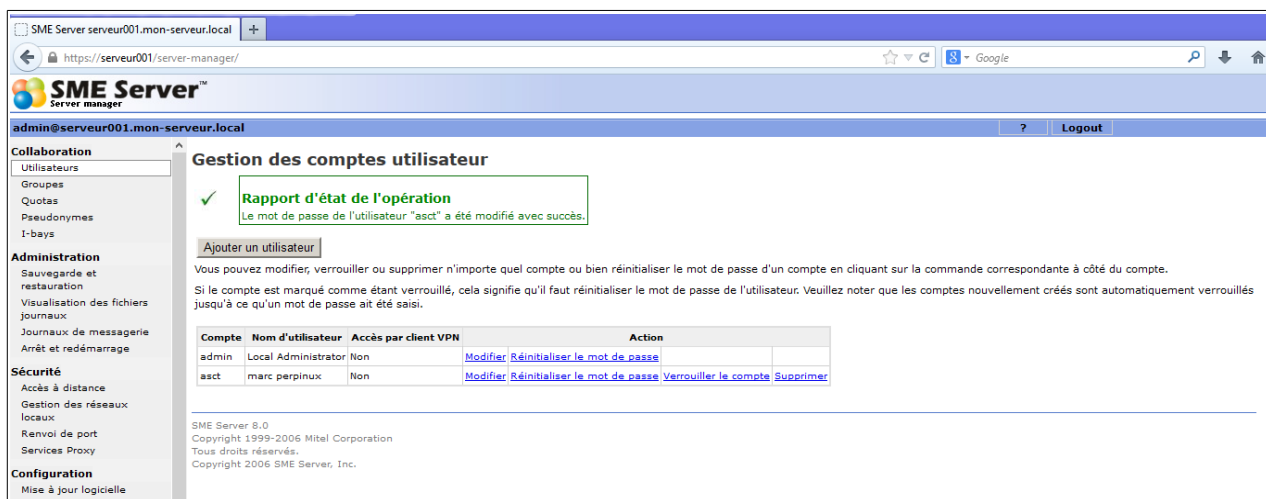 SME Server serveur001.mon-serveur.local
https://serveur001/server-manager/
Google
SME Server™
Server manager
admin@serveur001.mon-serveur.local
?
Logout
Collaboration
Utilisateurs
Groupes
Quotas
Pseudonymes
I-bays
Administration
Sauvegarde et
restauration
Visualisation des fichiers
journaux
Journaux de messagerie
Arrêt et redémarrage
Sécurité
Accès à distance
Gestion des réseaux
locaux
Renvoi de port
Services Proxy
Configuration
Mise à jour logicielle
Gestion des comptes utilisateur
Rapport d'état de l'opération
Le mot de passe de l'utilisateur "asct" a été modifié avec succès.
Ajouter un utilisateur
Vous pouvez modifier, verrouiller ou supprimer n'importe quel compte ou bien réinitialiser le mot de passe d'un compte en cliquant sur la commande correspondante à côté du compte.
Si le compte est marqué comme étant verrouillé, cela signifie qu'il faut réinitialiser le mot de passe de l'utilisateur. Veuillez noter que les comptes nouvellement créés sont automatiquement verrouillés
jusqu'à ce qu'un mot de passe ait été saisi.
Compte Nom d'utilisateur Accès par client VPN Action
admin Local Administrator Non Modifier Réinitialiser le mot de passe
asct marc perpinux Non Modifier Réinitialiser le mot de passe Verrouiller le compte Supprimer
SME Server 8.0
Copyright 1999-2006 Mitel Corporation
Tous droits réservés.
Copyright 2006 SME Server, Inc.